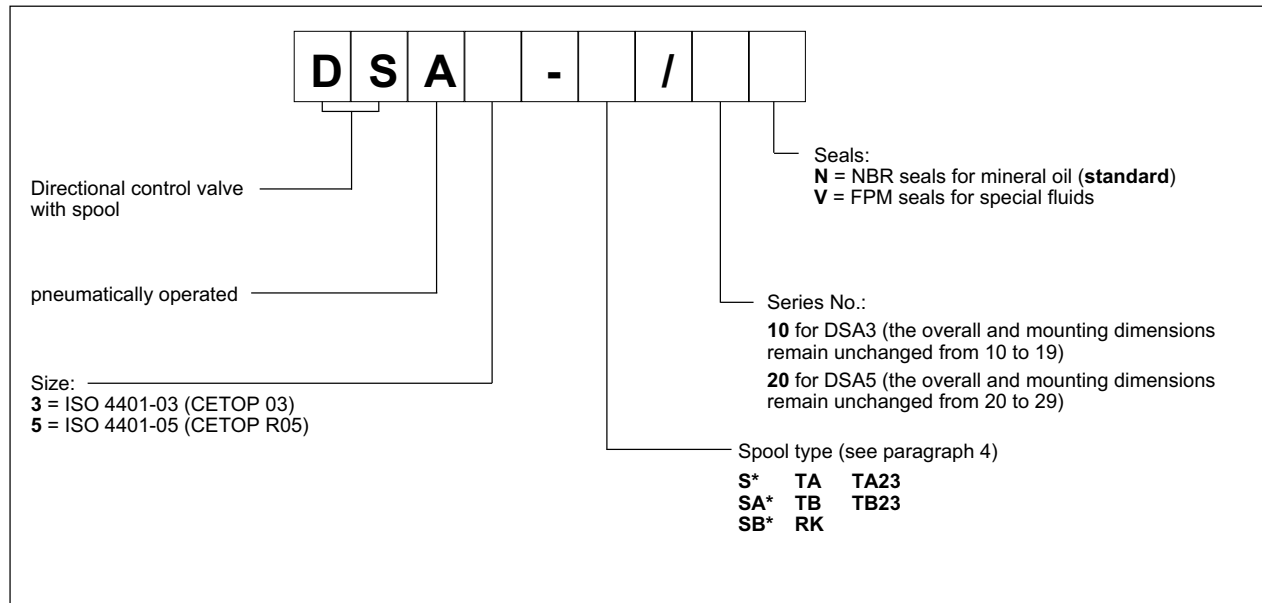 D S A - /
Directional control valve
with spool
pneumatically operated
Size:
3 = ISO 4401-03 (CETOP 03)
5 = ISO 4401-05 (CETOP R05)
Seals:
N = NBR seals for mineral oil (standard)
V = FPM seals for special fluids
Series No.:
10 for DSA3 (the overall and mounting dimensions
remain unchanged from 10 to 19)
20 for DSA5 (the overall and mounting dimensions
remain unchanged from 20 to 29)
Spool type (see paragraph 4)
S* TA TA23
SA* TB TB23
SB* RK